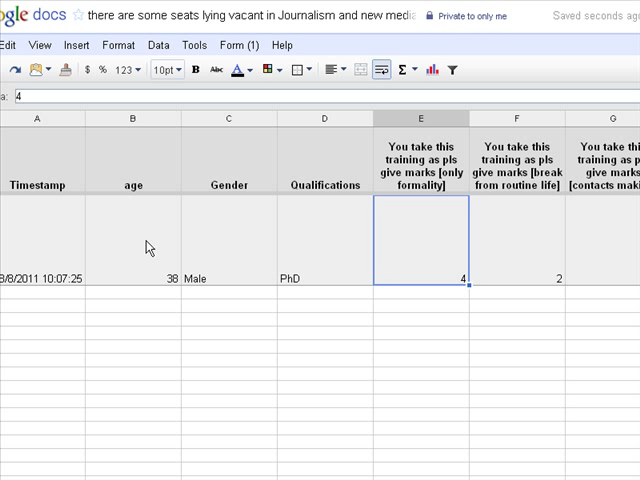 ogle docs there are some seats lying vacant in Journalism and new media Private to only me Saved seconds ago
Edit View Insert Format Data Tools Form (1) Help
$ % 123 10pt B Abc A Σ
a: 4
A B C D E F G
Timestamp age Gender Qualifications
You take this training as pls give marks [only formality]
You take this training as pls give marks [break from routine life]
You take thi training as p give marks [contacts maki
8/8/2011 10:07:25 38 Male PhD 4 2